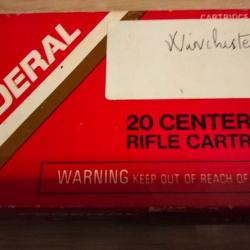 CARTRIDGE
DERAL
Winchester
20 CENTER
RIFLE CARTR
WARNING KEEP OUT OF REACH OF